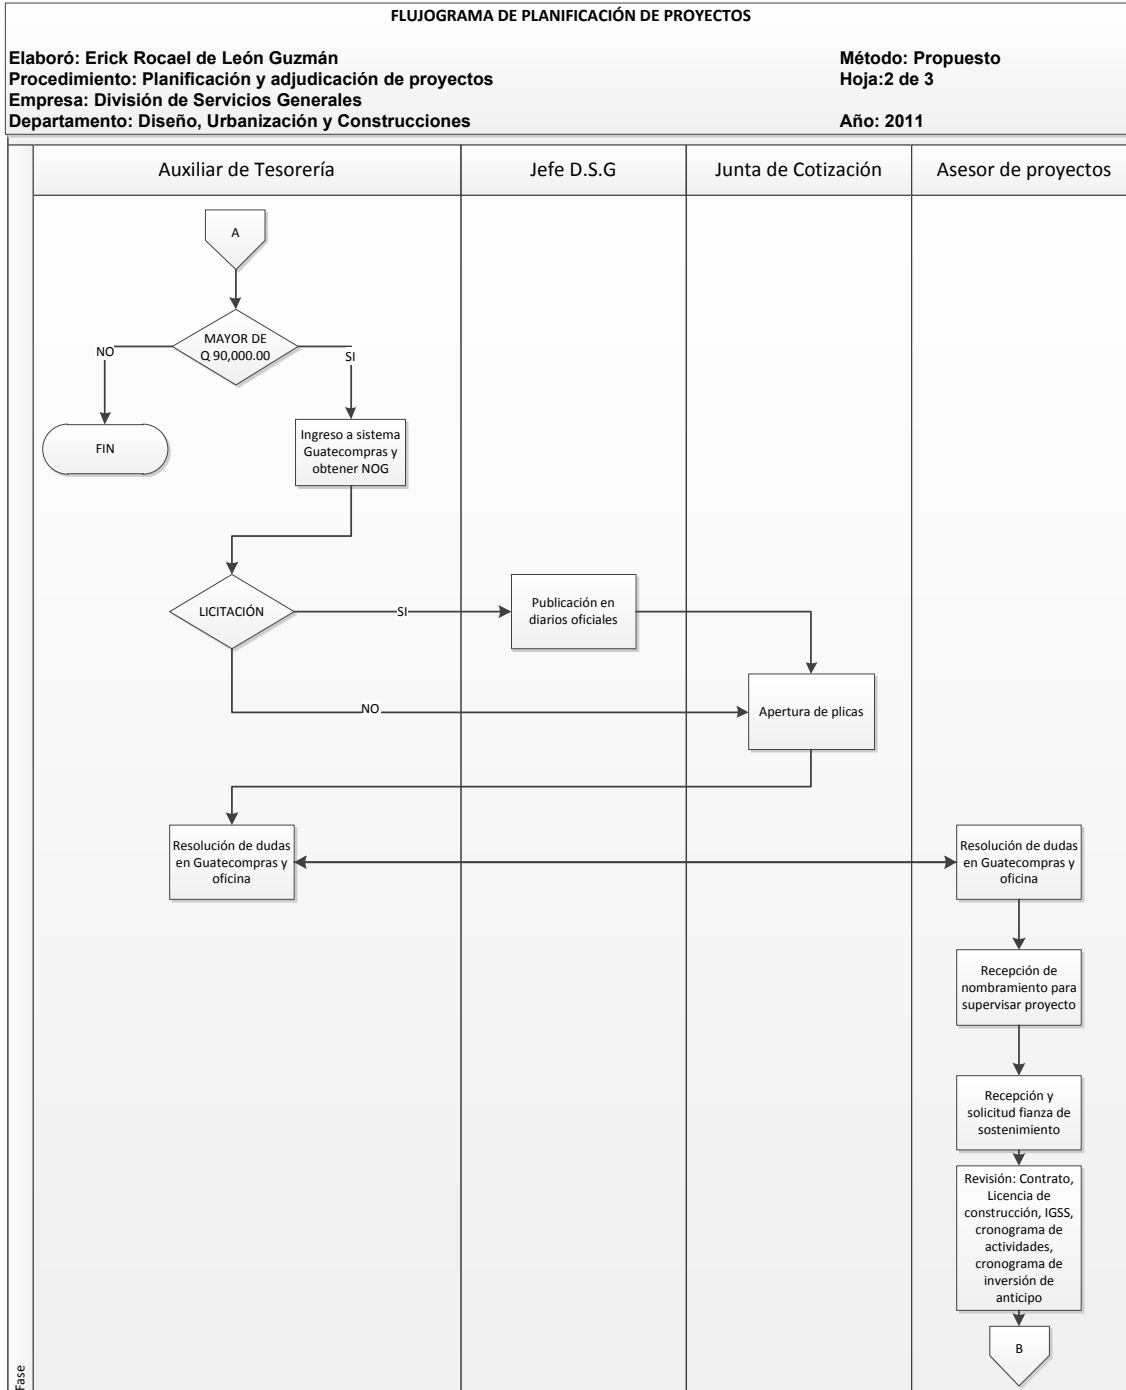 FLUJOGRAMA DE PLANIFICACIÓN DE PROYECTOS
Elaboró: Erick Rocael de León Guzmán
Método: Propuesto
Procedimiento: Planificación y adjudicación de proyectos
Hoja:2 de 3
Empresa: División de Servicios Generales
Departamento: Diseño, Urbanización y Construcciones
Año: 2011
Auxiliar de Tesorería
Jefe D.S.G
Junta de Cotización
Asesor de proyectos
A
MAYOR DE
Q 90,000.00
NO
SI
FIN
Ingreso a sistema
Guatecompras y
obtener NOG
LICITACIÓN
SI
Publicación en
diarios oficiales
NO
Apertura de plicas
Resolución de dudas
en Guatecompras y
oficina
Resolución de dudas
en Guatecompras y
oficina
Recepción de
nombramiento para
supervisar proyecto
Recepción y
solicitud fianza de
sostenimiento
Revisión: Contrato,
Licencia de
construcción, IGSS,
cronograma de
actividades,
cronograma de
inversión de
anticipo
B
Fase